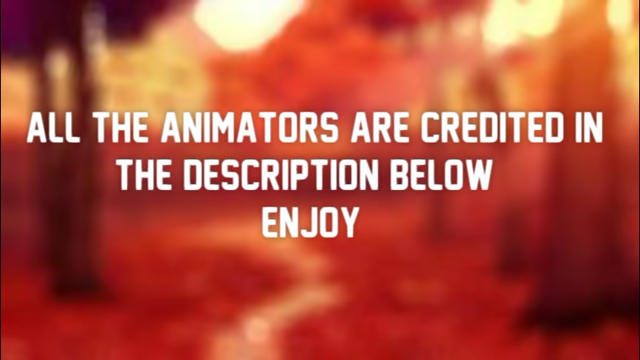 ALL THE ANIMATORS ARE CREDITED IN
THE DESCRIPTION BELOW
ENJOY